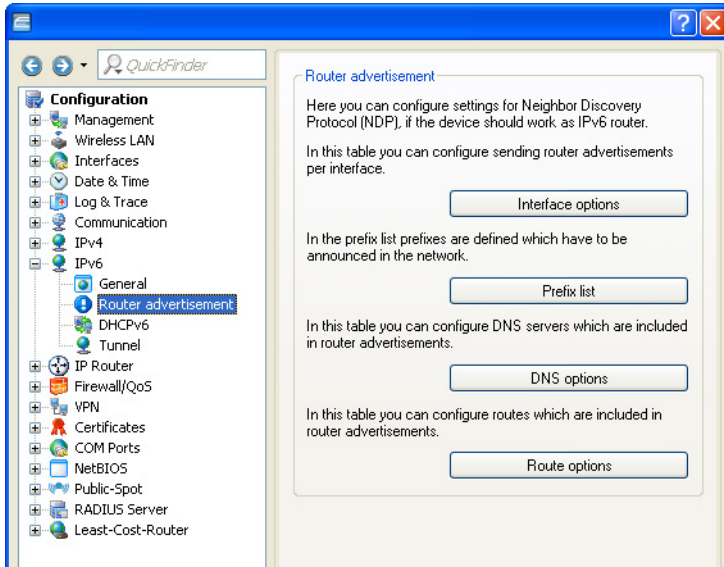 ?
X
QuickFinder
Configuration
Management
Wireless LAN
Interfaces
Date & Time
Log & Trace
Communication
IPv4
IPv6
General
Router advertisement
DHCPv6
Tunnel
IP Router
Firewall/QoS
VPN
Certificates
COM Ports
NetBIOS
Public-Spot
RADIUS Server
Least-Cost-Router
Router advertisement
Here you can configure settings for Neighbor Discovery
Protocol (NDP), if the device should work as IPv6 router.
In this table you can configure sending router advertisements
per interface.
Interface options
In the prefix list prefixes are defined which have to be
announced in the network.
Prefix list
In this table you can configure DNS servers which are included
in router advertisements.
DNS options
In this table you can configure routes which are included in
router advertisements.
Route options